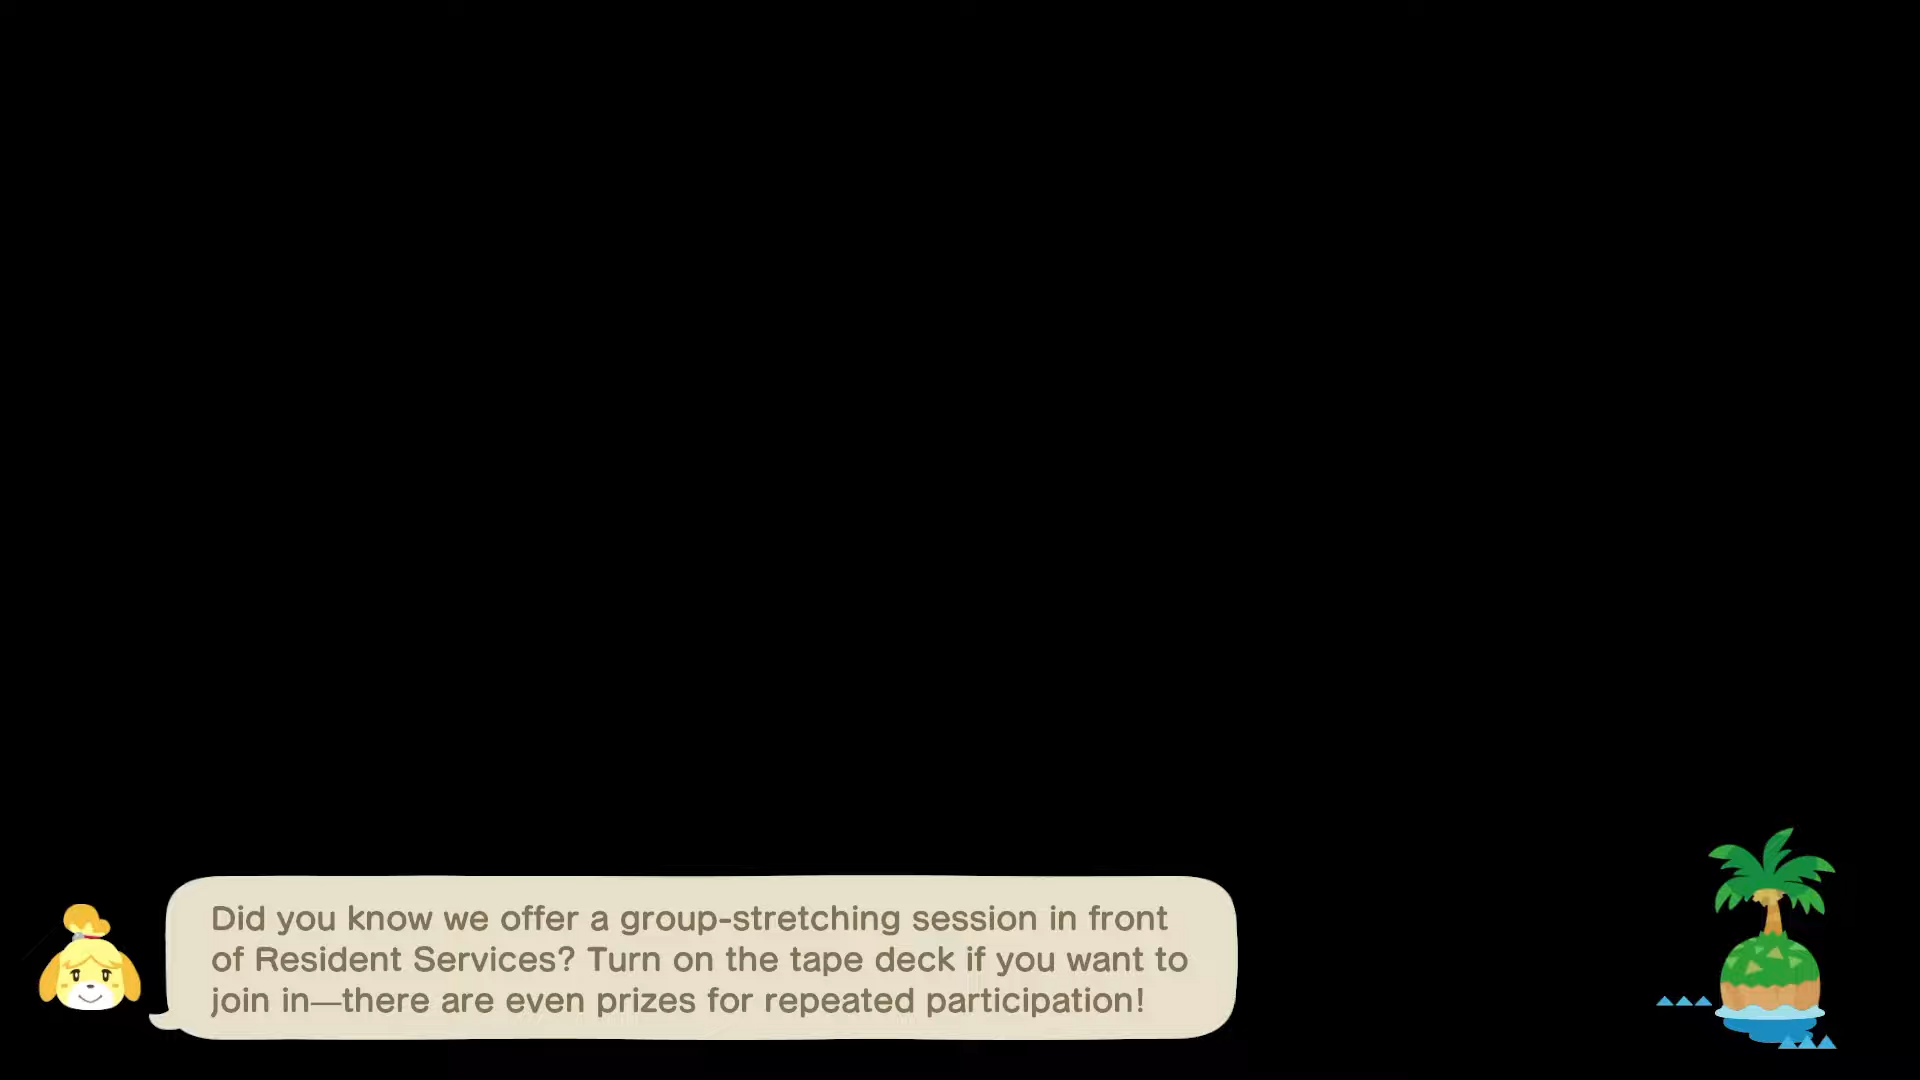 Did you know we offer a group-stretching session in front
of Resident Services? Turn on the tape deck if you want to
join in—there are even prizes for repeated participation!